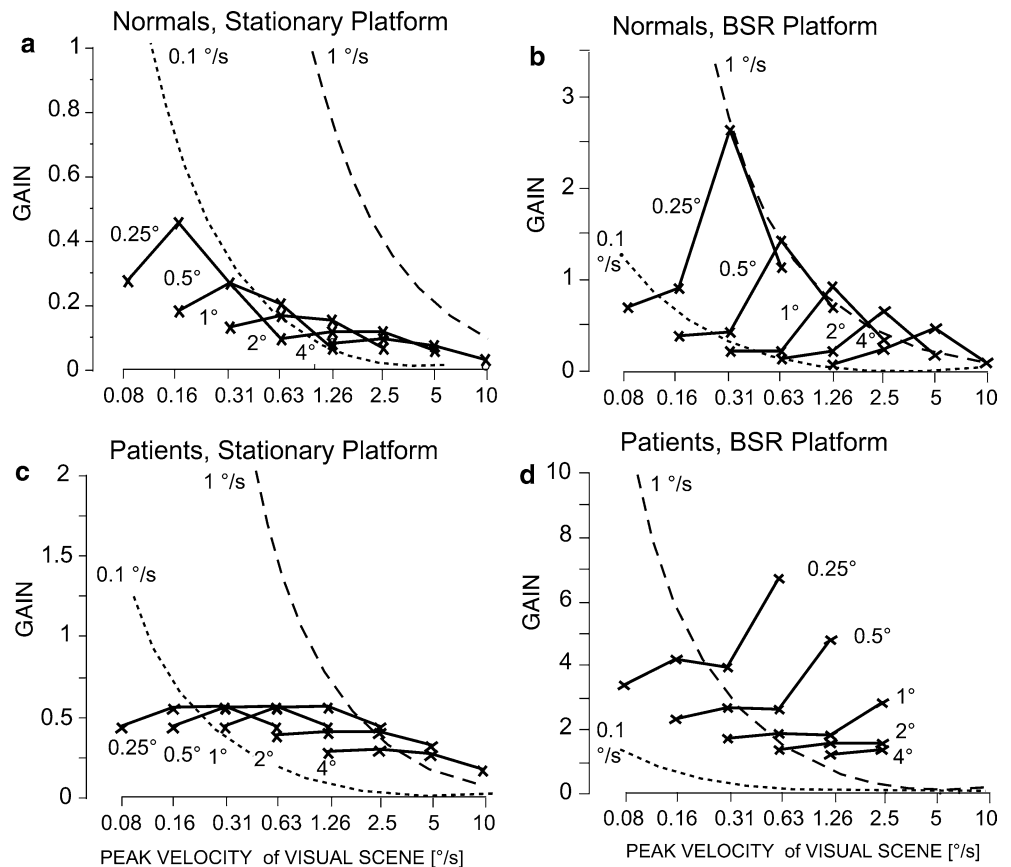 Normals, Stationary Platform
a
1
0.8
0.6
0.4
0.2
0
GAIN
0.1 °/s
1 °/s
0.25°
0.5°
1°
2°
4°
0.08 0.16 0.31 0.63 1.26 2.5 5 10
Normals, BSR Platform
b
3
2
1
0
GAIN
1 °/s
0.25°
0.1
°/s
0.5°
1°
2°
4°
0.08 0.16 0.31 0.63 1.26 2.5 5 10
Patients, Stationary Platform
c
2
1.5
1
0.5
0
GAIN
1 °/s
0.1 °/s
0.25°
0.5°
1°
2°
4°
0.08 0.16 0.31 0.63 1.26 2.5 5 10
PEAK VELOCITY of VISUAL SCENE [°/s]
Patients, BSR Platform
d
10
8
6
4
2
0
GAIN
1 °/s
0.25°
0.5°
1°
2°
4°
0.1
°/s
0.08 0.16 0.31 0.63 1.26 2.5 5 10
PEAK VELOCITY of VISUAL SCENE [°/s]